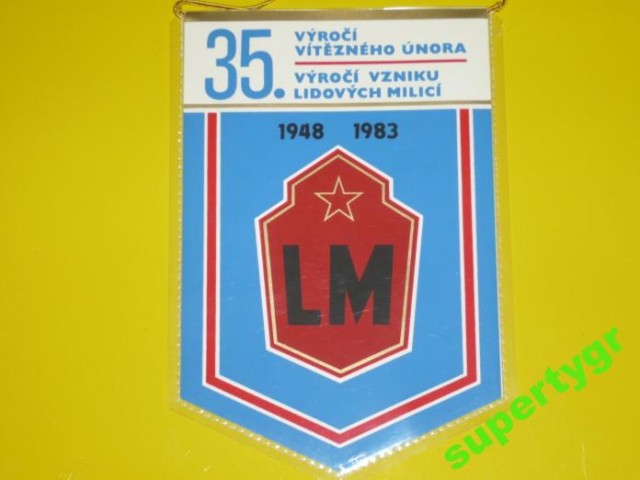 35.
VÝROČÍ
VÍTĚZNÉHO ÚNORA
VÝROČÍ VZNIKU
LIDOVÝCH MILICÍ
1948 1983
LM
supertygr